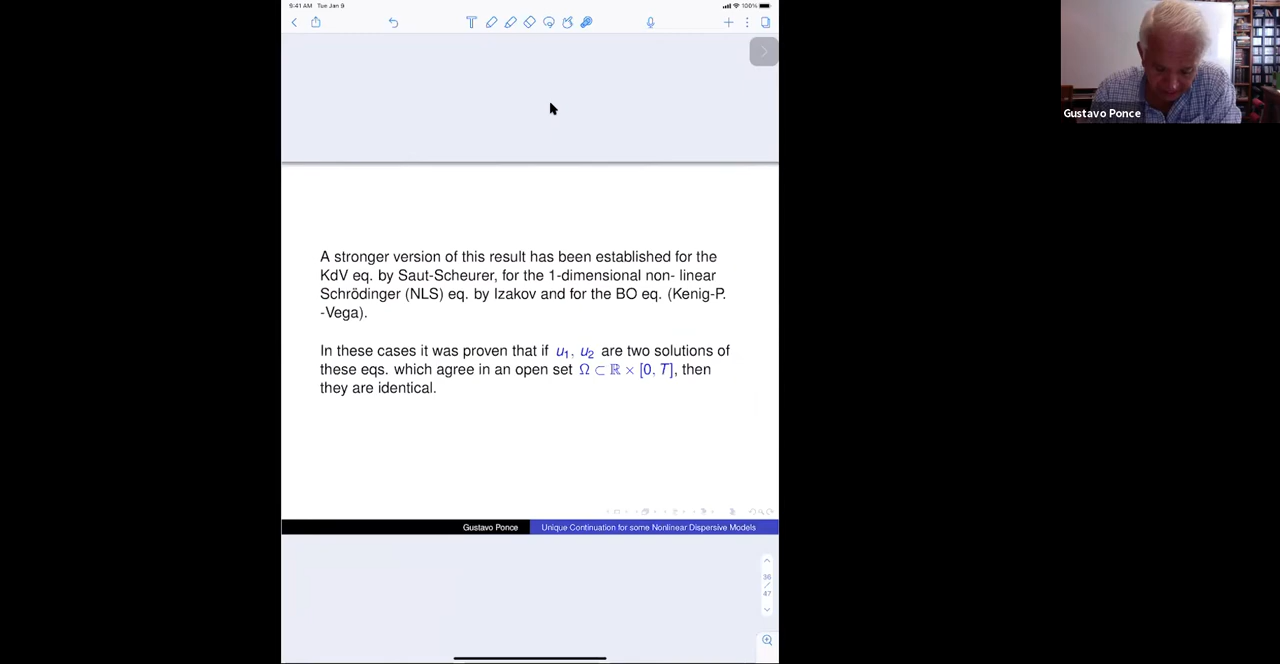 9:41 AM Tue Jan 9
100%
Gustavo Ponce
A stronger version of this result has been established for the
KdV eq. by Saut-Scheurer, for the 1-dimensional non- linear
Schrödinger (NLS) eq. by Izakov and for the BO eq. (Kenig-P.
-Vega).
In these cases it was proven that if u₁, u₂ are two solutions of
these eqs. which agree in an open set Ω ⊂ ℝ × [0, T], then
they are identical.
Gustavo Ponce Unique Continuation for some Nonlinear Dispersive Models
36
/
47